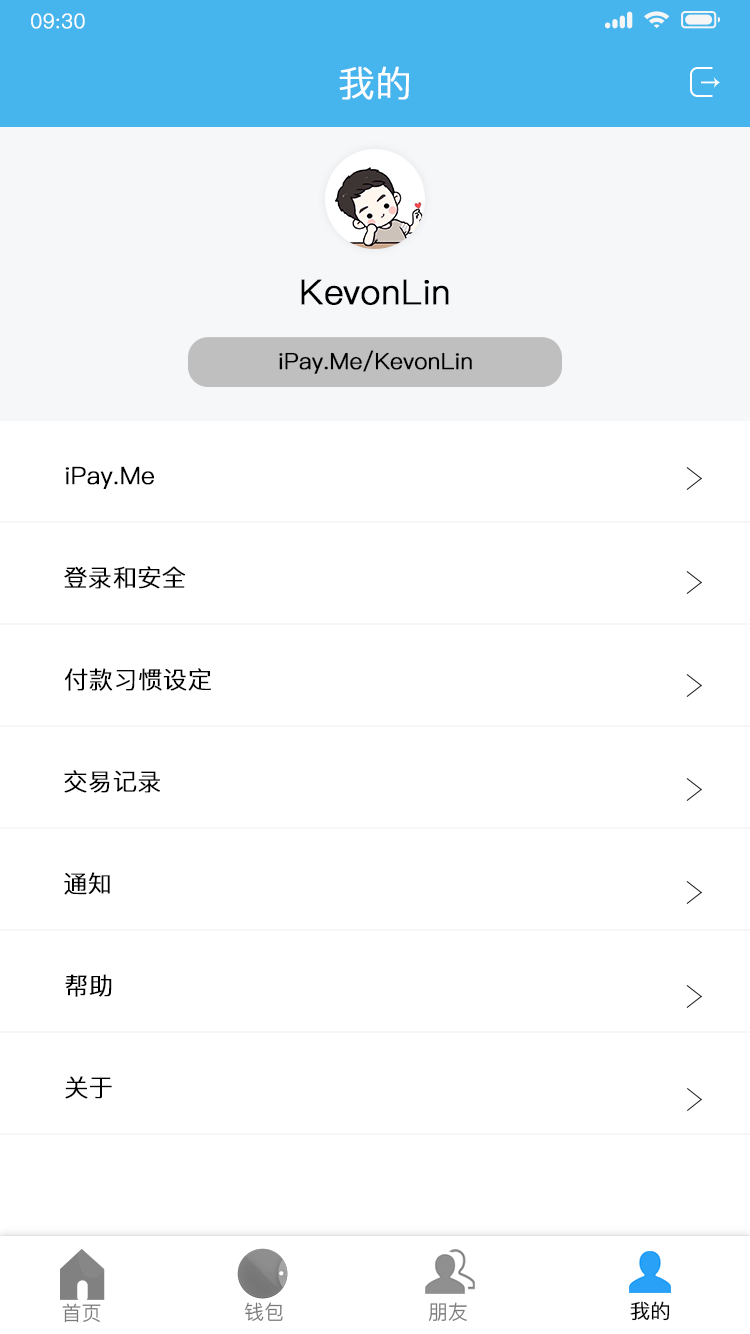 09:30
我的
KevonLin
iPay.Me/KevonLin
iPay.Me
登录和安全
付款习惯设定
交易记录
通知
帮助
关于
首页
钱包
朋友
我的